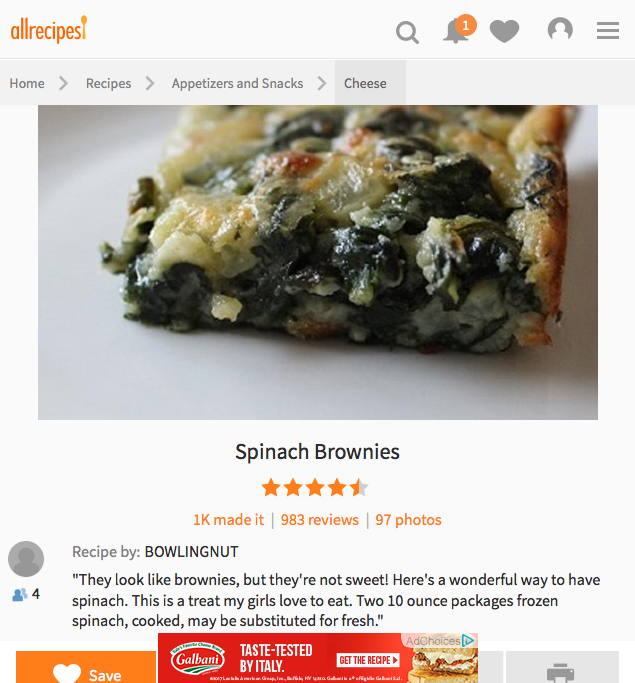 allrecipes
1
Home Recipes Appetizers and Snacks Cheese
Spinach Brownies
1K made it | 983 reviews | 97 photos
Recipe by: BOWLINGNUT
4
"They look like brownies, but they're not sweet! Here's a wonderful way to have
spinach. This is a treat my girls love to eat. Two 10 ounce packages frozen
spinach, cooked, may be substituted for fresh."
AdChoices
Galbani
TASTE-TESTED
BY ITALY.
GET THE RECIPE
Save